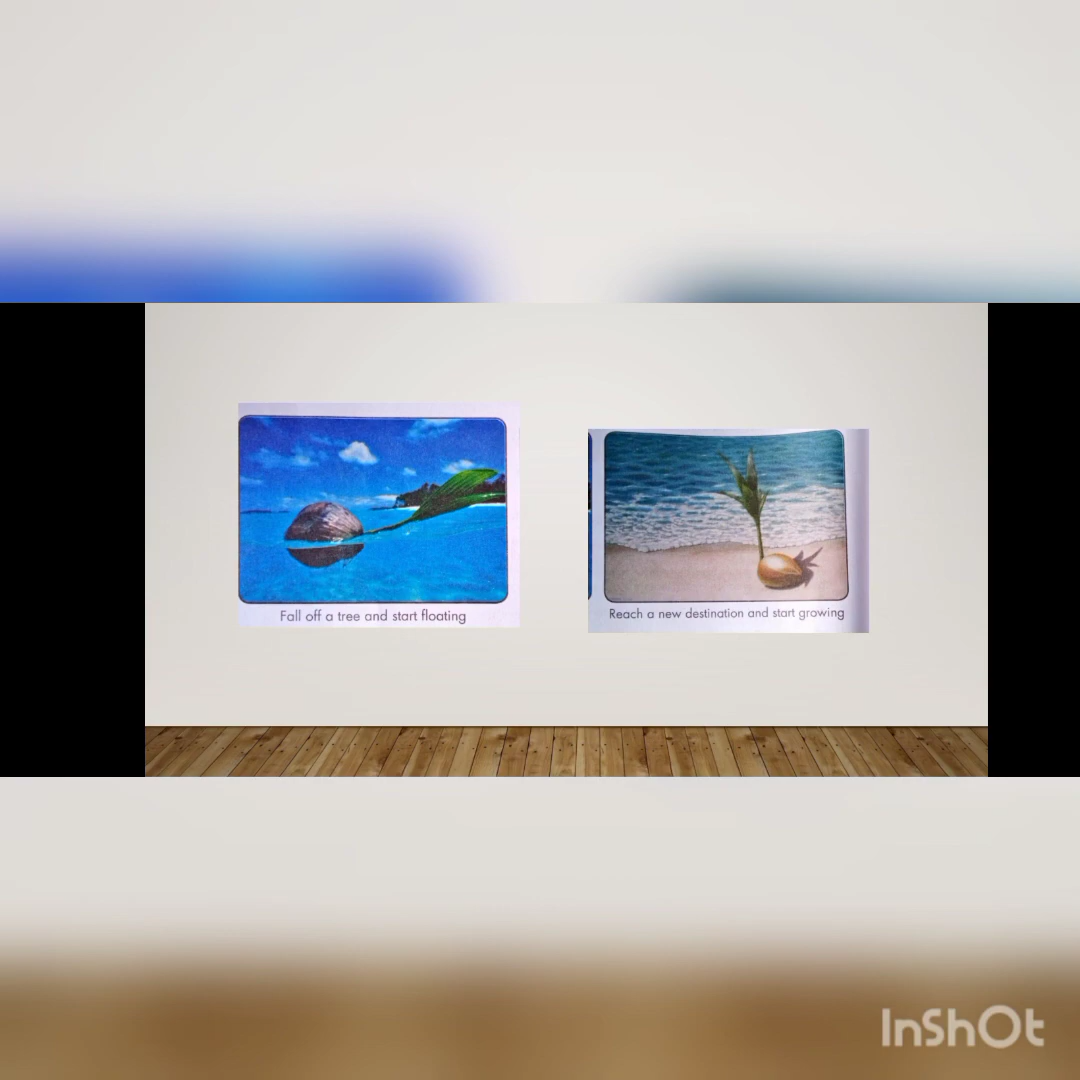 Fall off a tree and start floating
Reach a new destination and start growing
InShOt